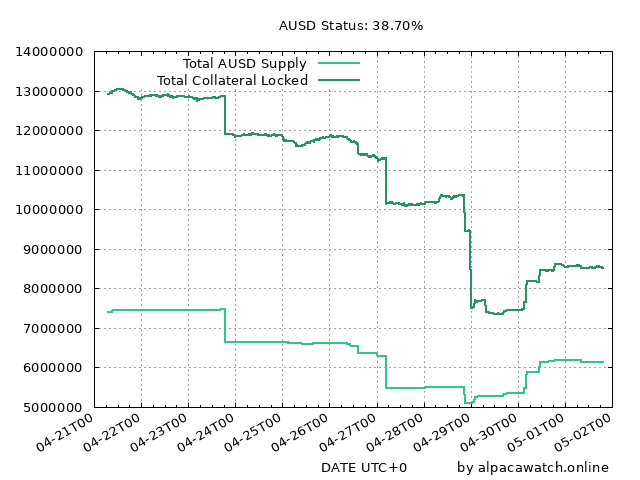 AUSD Status: 38.70%
Total AUSD Supply
Total Collateral Locked
14000000
13000000
12000000
11000000
10000000
9000000
8000000
7000000
6000000
5000000
04-21T00
04-22T00
04-23T00
04-24T00
04-25T00
04-26T00
04-27T00
04-28T00
04-29T00
04-30T00
05-01T00
05-02T00
DATE UTC+0
by alpacawatch.online